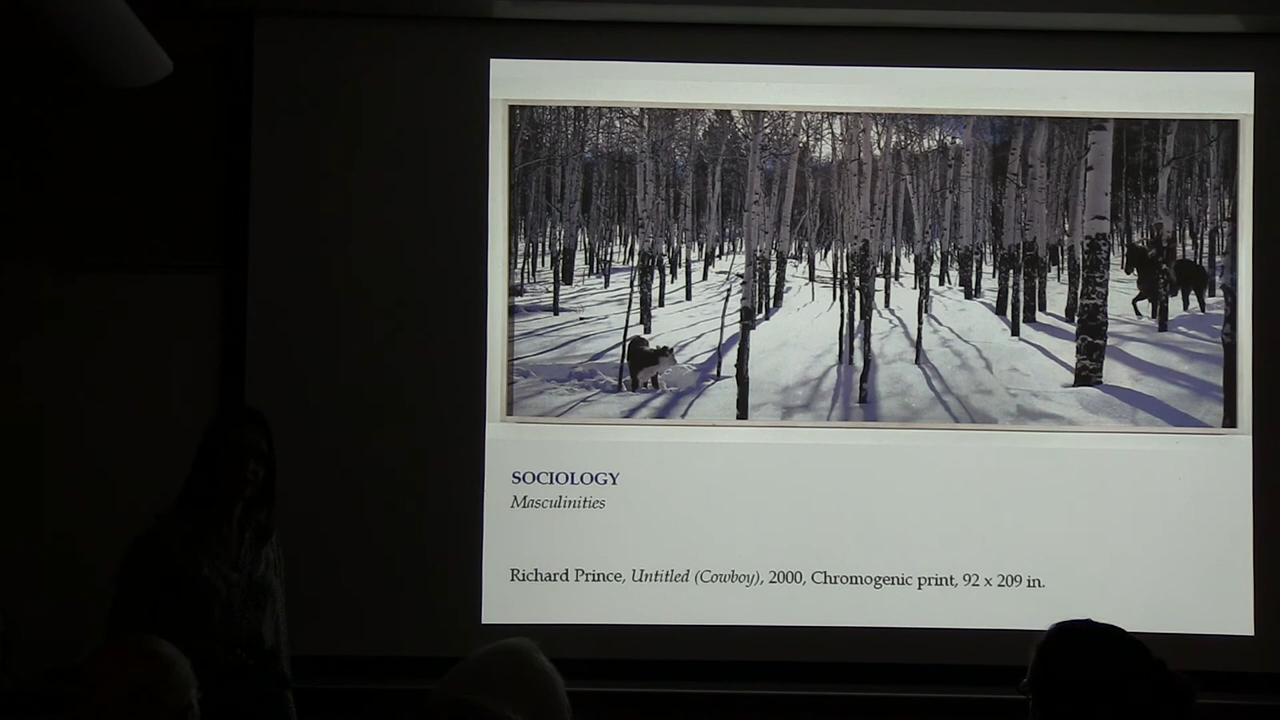 SOCIOLOGY
Masculinities
Richard Prince, Untitled (Cowboy), 2000, Chromogenic print, 92 x 209 in.